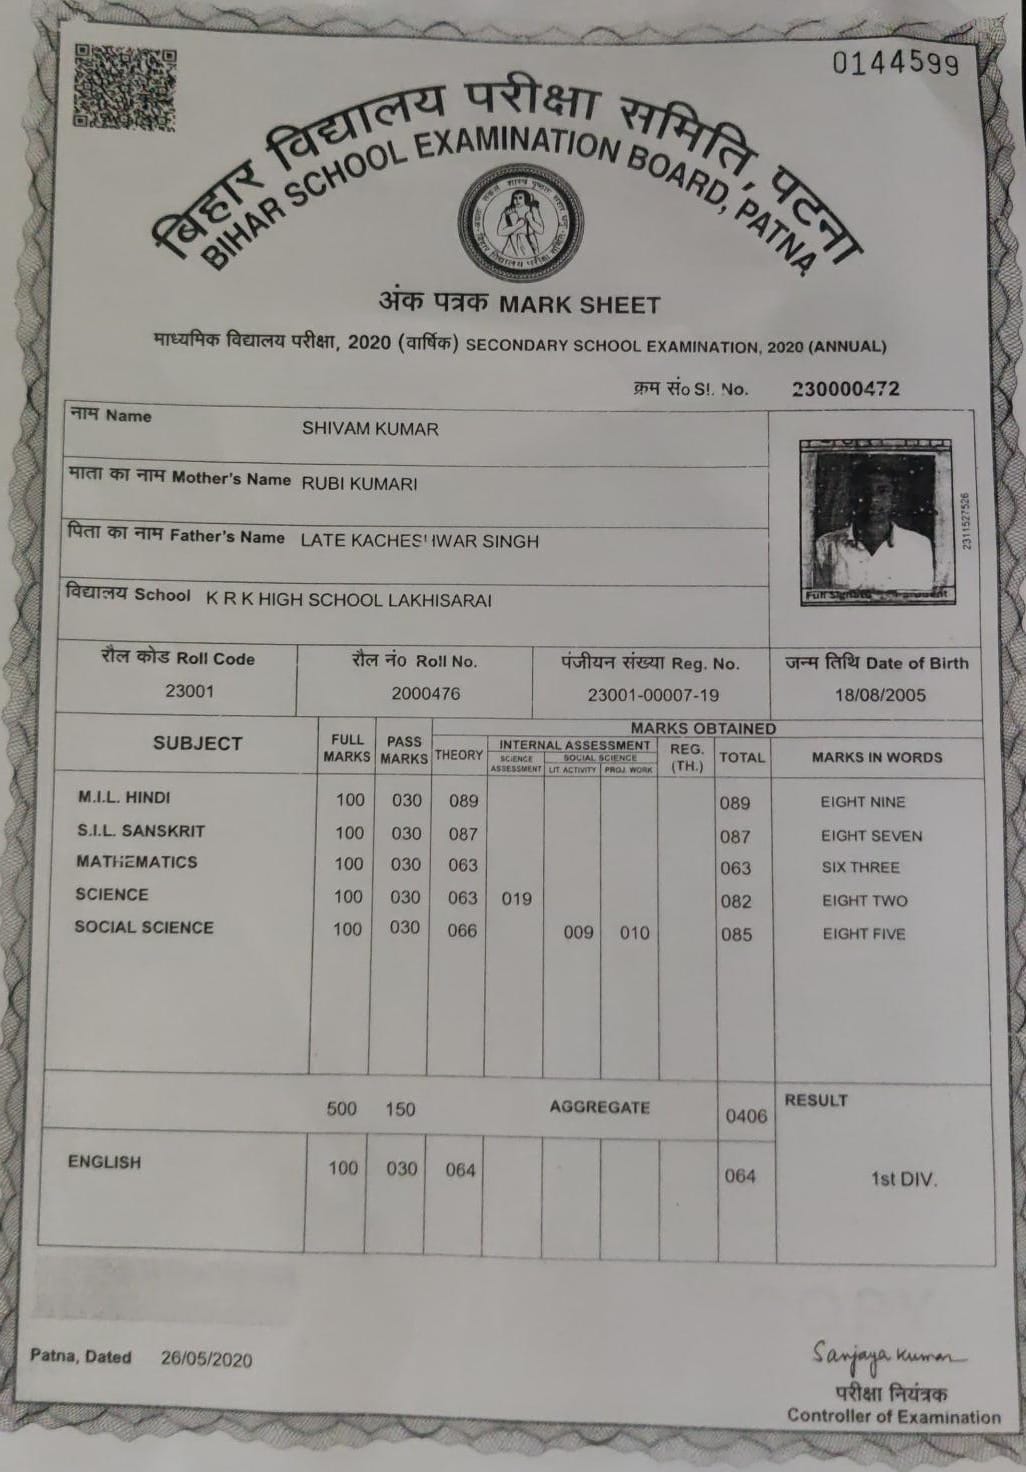 0144599
बिहार विद्यालय परीक्षा समिति, पटना
BIHAR SCHOOL EXAMINATION BOARD, PATNA
अंक पत्रक MARK SHEET
माध्यमिक विद्यालय परीक्षा, 2020 (वार्षिक) SECONDARY SCHOOL EXAMINATION, 2020 (ANNUAL)
क्रम सं० Sl. No. 230000472
नाम Name SHIVAM KUMAR
माता का नाम Mother's Name RUBI KUMARI
पिता का नाम Father's Name LATE SINGH
विद्यालय School K R K HIGH SCHOOL LAKHISARAI
2311527526
रौल कोड Roll Code रौल नं० Roll No. पंजीयन संख्या Reg. No. जन्म तिथि Date of Birth
23001 2000476 23001-00007-19 18/08/2005
MARKS OBTAINED
SUBJECT FULL MARKS PASS MARKS THEORY INTERNAL ASSESSMENT REG. (TH.) TOTAL MARKS IN WORDS
SCIENCE ASSESSMENT SOCIAL SCIENCE
LIT ACTIVITY PROJ. WORK
M.I.L. HINDI 100 030 089 089 EIGHT NINE
S.I.L. SANSKRIT 100 030 087 087 EIGHT SEVEN
MATHEMATICS 100 030 063 063 SIX THREE
SCIENCE 100 030 063 019 082 EIGHT TWO
SOCIAL SCIENCE 100 030 066 009 010 085 EIGHT FIVE
500 150 AGGREGATE 0406 RESULT
ENGLISH 100 030 064 064 1st DIV.
Patna, Dated 26/05/2020
Sanjaya Kumar
परीक्षा नियंत्रक
Controller of Examination